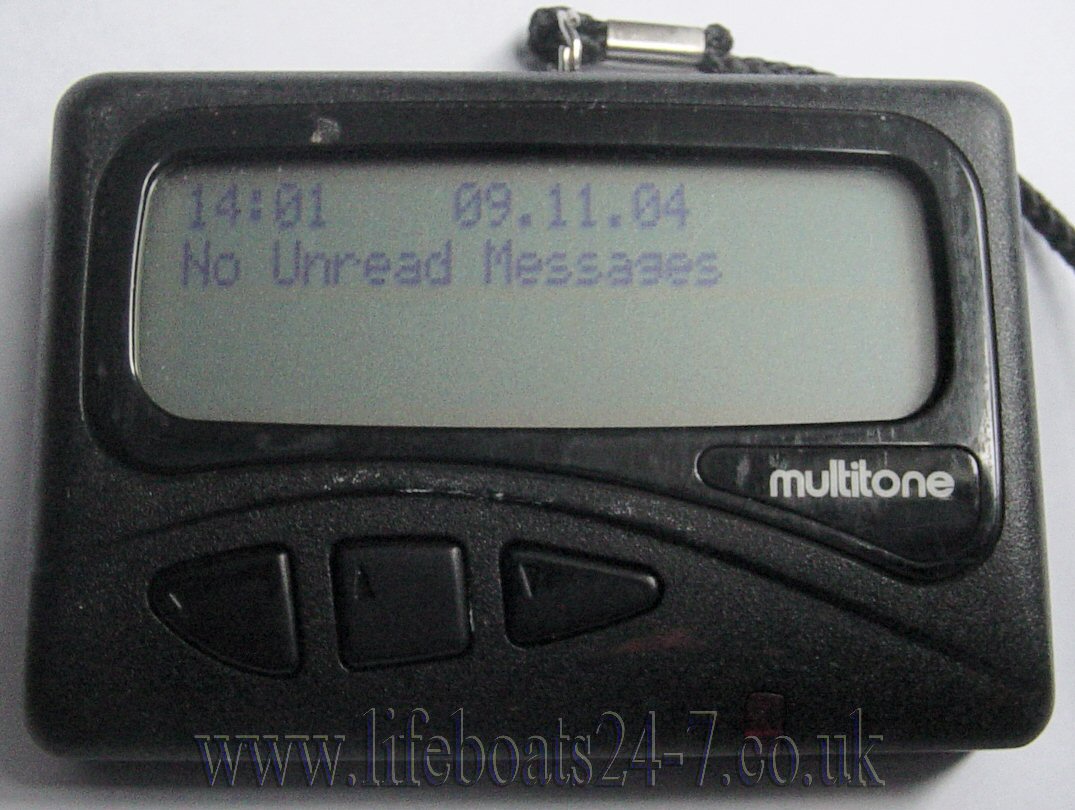 14:01 09.11.04
No Unread Messages
multitone
www.lifeboats24-7.co.uk